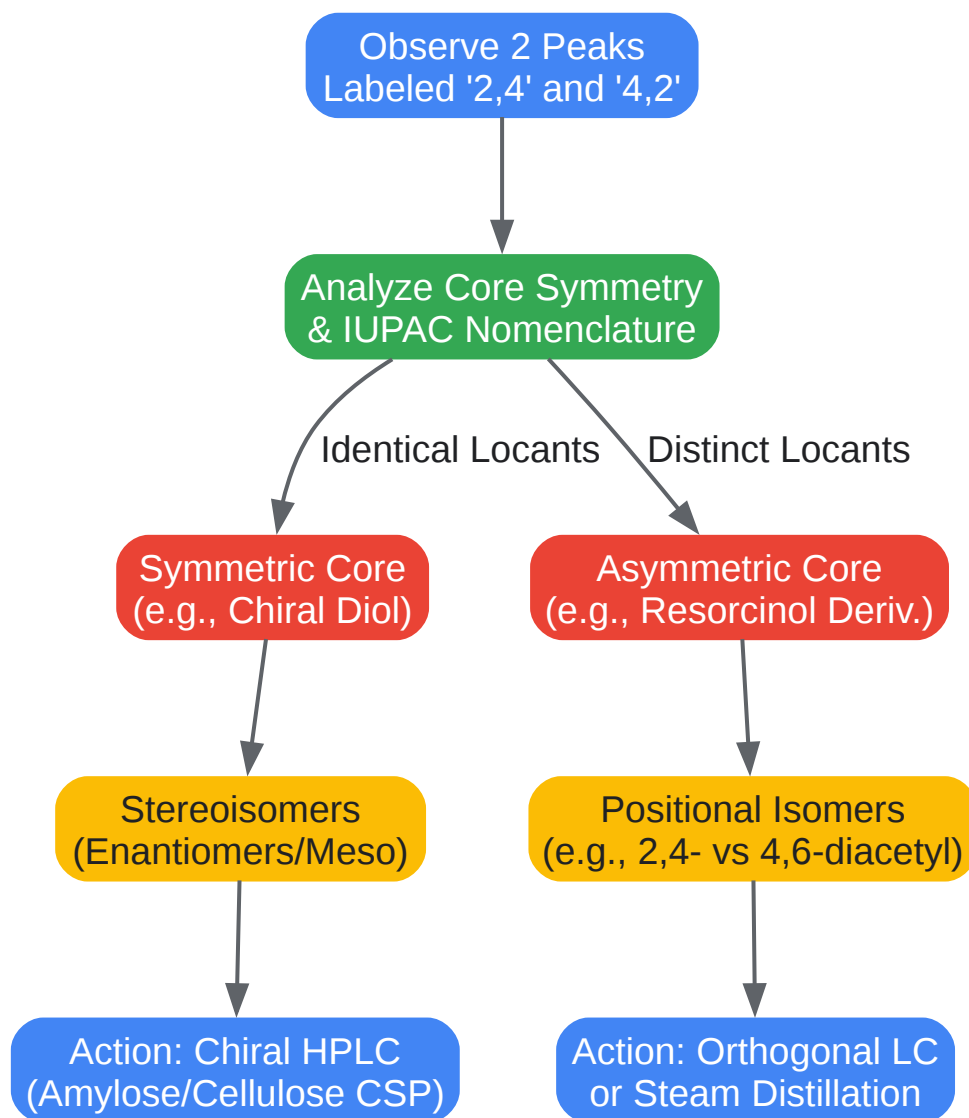 Observe 2 Peaks
Labeled '2,4' and '4,2'
Analyze Core Symmetry
& IUPAC Nomenclature
Identical Locants
Distinct Locants
Symmetric Core
(e.g., Chiral Diol)
Asymmetric Core
(e.g., Resorcinol Deriv.)
Stereoisomers
(Enantiomers/Meso)
Positional Isomers
(e.g., 2,4- vs 4,6-diacetyl)
Action: Chiral HPLC
(Amylose/Cellulose CSP)
Action: Orthogonal LC
or Steam Distillation